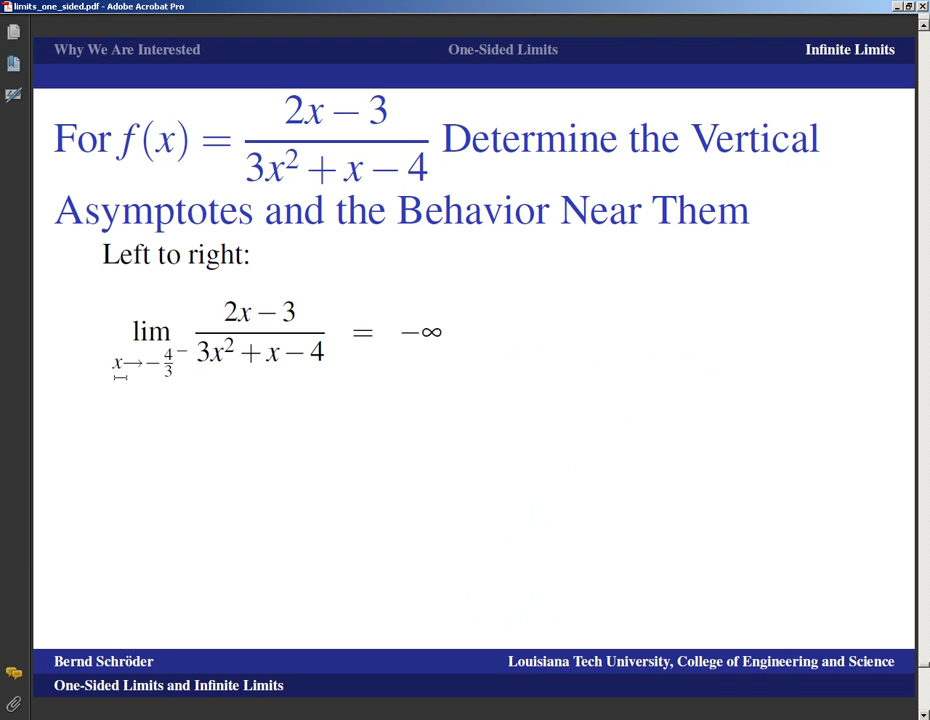 limits_one_sided.pdf - Adobe Acrobat Pro
Why We Are Interested One-Sided Limits Infinite Limits
For f(x) = (2x − 3)/(3x² + x − 4) Determine the Vertical
Asymptotes and the Behavior Near Them
Left to right:
lim x→−4/3⁻ (2x − 3)/(3x² + x − 4) = −∞
Bernd Schröder Louisiana Tech University, College of Engineering and Science
One-Sided Limits and Infinite Limits